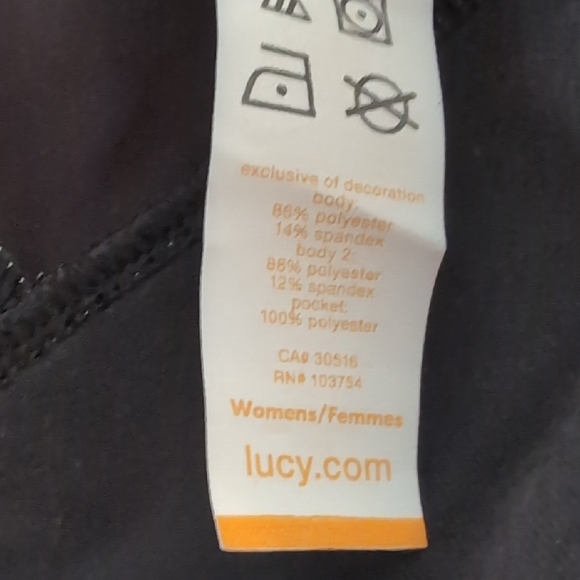 exclusive of decoration
body:
86% polyester
14% spandex
body 2:
88% polyester
12% spandex
pocket:
100% polyester
CA# 30516
RN# 103754
Womens/Femmes
lucy.com